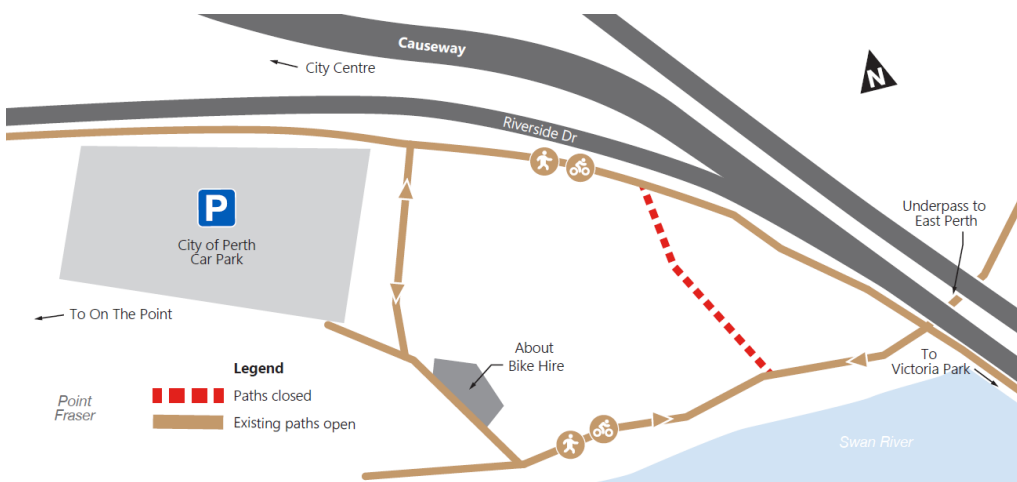 Causeway
City Centre
N
Riverside Dr
P
City of Perth
Car Park
Underpass to
East Perth
To On The Point
About
Bike Hire
To
Victoria Park
Legend
Paths closed
Existing paths open
Point
Fraser
Swan River